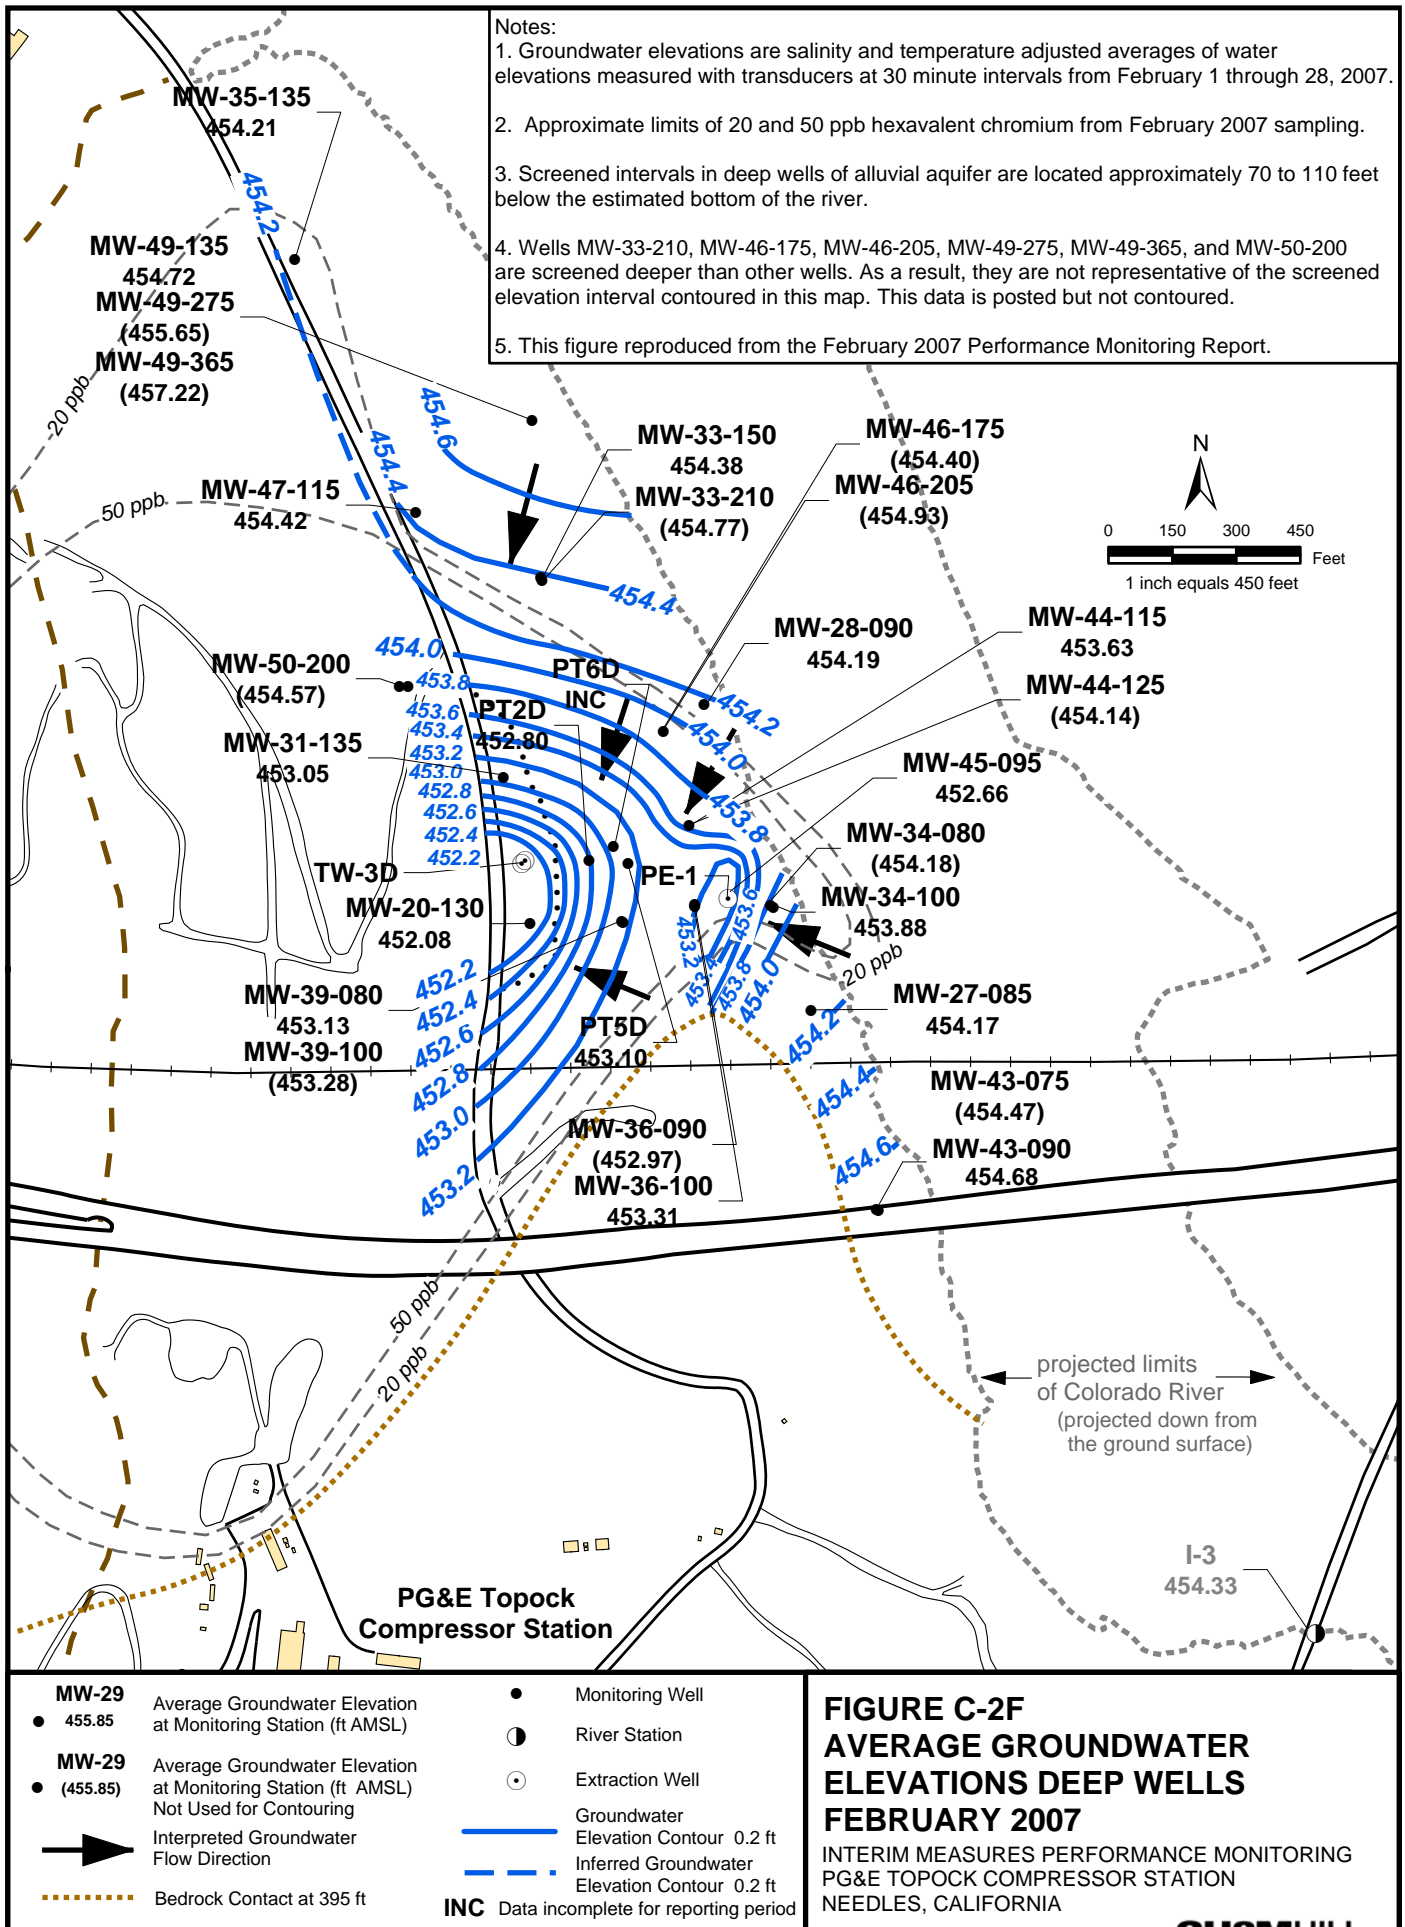 Notes:
1. Groundwater elevations are salinity and temperature adjusted averages of water
elevations measured with transducers at 30 minute intervals from February 1 through 28, 2007.
2. Approximate limits of 20 and 50 ppb hexavalent chromium from February 2007 sampling.
3. Screened intervals in deep wells of alluvial aquifer are located approximately 70 to 110 feet
below the estimated bottom of the river.
4. Wells MW-33-210, MW-46-175, MW-46-205, MW-49-275, MW-49-365, and MW-50-200
are screened deeper than other wells. As a result, they are not representative of the screened
elevation interval contoured in this map. This data is posted but not contoured.
5. This figure reproduced from the February 2007 Performance Monitoring Report.
MW-35-135
454.21
454.2
MW-49-135
454.72
MW-49-275
(455.65)
MW-49-365
(457.22)
20 ppb
454.6
454.4
MW-33-150
454.38
MW-33-210
(454.77)
MW-46-175
(454.40)
MW-46-205
(454.93)
N
0 150 300 450
Feet
1 inch equals 450 feet
50 ppb
MW-47-115
454.42
454.4
MW-28-090
454.19
MW-44-115
453.63
MW-44-125
(454.14)
454.0
MW-50-200
(454.57)
453.8
453.6
453.4
453.2
453.0
452.8
452.6
452.4
452.2
PT6D
INC
PT2D
452.80
454.2
454.0
453.8
MW-31-135
453.05
MW-45-095
452.66
MW-34-080
(454.18)
MW-34-100
453.88
TW-3D
PE-1
MW-20-130
452.08
453.6
453.2
453.4
453.8
454.0
20 ppb
452.2
452.4
452.6
452.8
453.0
453.2
MW-39-080
453.13
MW-39-100
(453.28)
PT5D
453.10
MW-27-085
454.17
454.2
454.4
454.6
MW-43-075
(454.47)
MW-43-090
454.68
MW-36-090
(452.97)
MW-36-100
453.31
50 ppb
20 ppb
projected limits
of Colorado River
(projected down from
the ground surface)
I-3
454.33
PG&E Topock
Compressor Station
MW-29
455.85
Average Groundwater Elevation
at Monitoring Station (ft AMSL)
MW-29
(455.85)
Average Groundwater Elevation
at Monitoring Station (ft AMSL)
Not Used for Contouring
Interpreted Groundwater
Flow Direction
Bedrock Contact at 395 ft
Monitoring Well
River Station
Extraction Well
Groundwater
Elevation Contour 0.2 ft
Inferred Groundwater
Elevation Contour 0.2 ft
INC Data incomplete for reporting period
FIGURE C-2F
AVERAGE GROUNDWATER
ELEVATIONS DEEP WELLS
FEBRUARY 2007
INTERIM MEASURES PERFORMANCE MONITORING
PG&E TOPOCK COMPRESSOR STATION
NEEDLES, CALIFORNIA